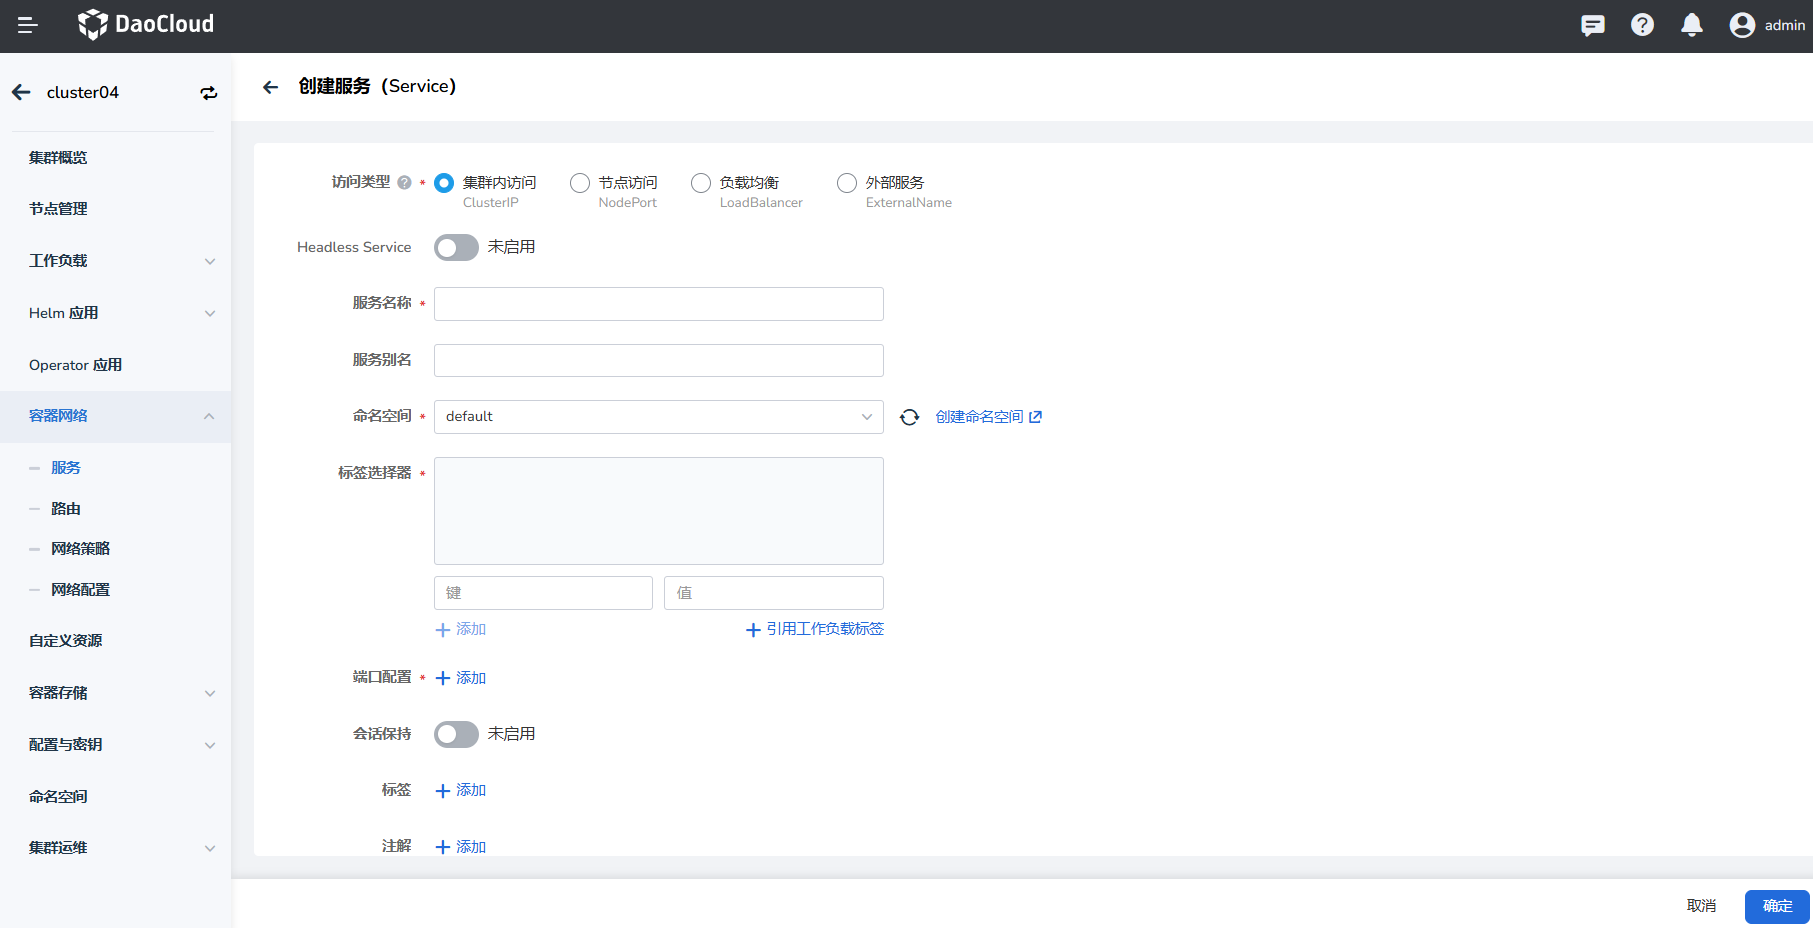 DaoCloud
admin
cluster04
集群概览
节点管理
工作负载
Helm 应用
Operator 应用
容器网络
服务
路由
网络策略
网络配置
自定义资源
容器存储
配置与密钥
命名空间
集群运维
创建服务（Service）
访问类型 ? * 集群内访问 节点访问 负载均衡 外部服务
ClusterIP NodePort LoadBalancer ExternalName
Headless Service 未启用
服务名称 *
服务别名
命名空间 * default 创建命名空间
标签选择器 *
键 值
+ 添加 + 引用工作负载标签
端口配置 * + 添加
会话保持 未启用
标签 + 添加
注解 + 添加
取消 确定